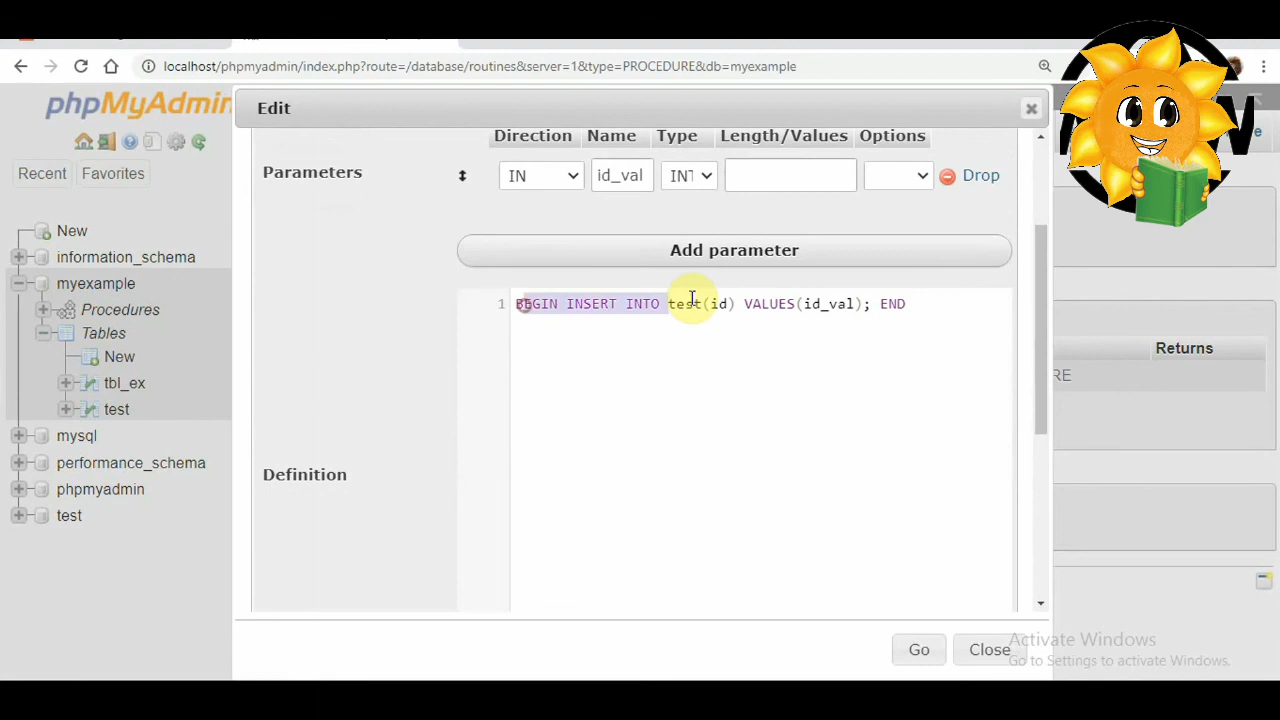 localhost/phpmyadmin/index.php?route=/database/routines&server=1&type=PROCEDURE&db=myexample
phpMyAdmin
Recent
Favorites
New
information_schema
myexample
Procedures
Tables
New
tbl_ex
test
mysql
performance_schema
phpmyadmin
test
Edit
Direction Name Type Length/Values Options
Parameters
IN id_val INT Drop
Add parameter
1 BEGIN INSERT INTO test(id) VALUES(id_val); END
Definition
Go
Close
Returns
RE
W
e
Activate Windows
Go to Settings to activate Windows.